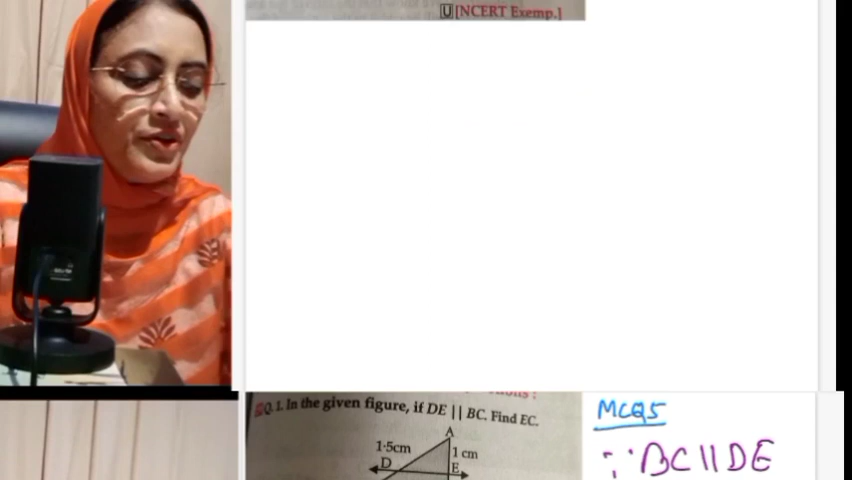 U [NCERT Exemp.]
Q. 1. In the given figure, if DE || BC. Find EC.
A
1·5cm
1 cm
D
E
MCQ5
∵ BC || DE